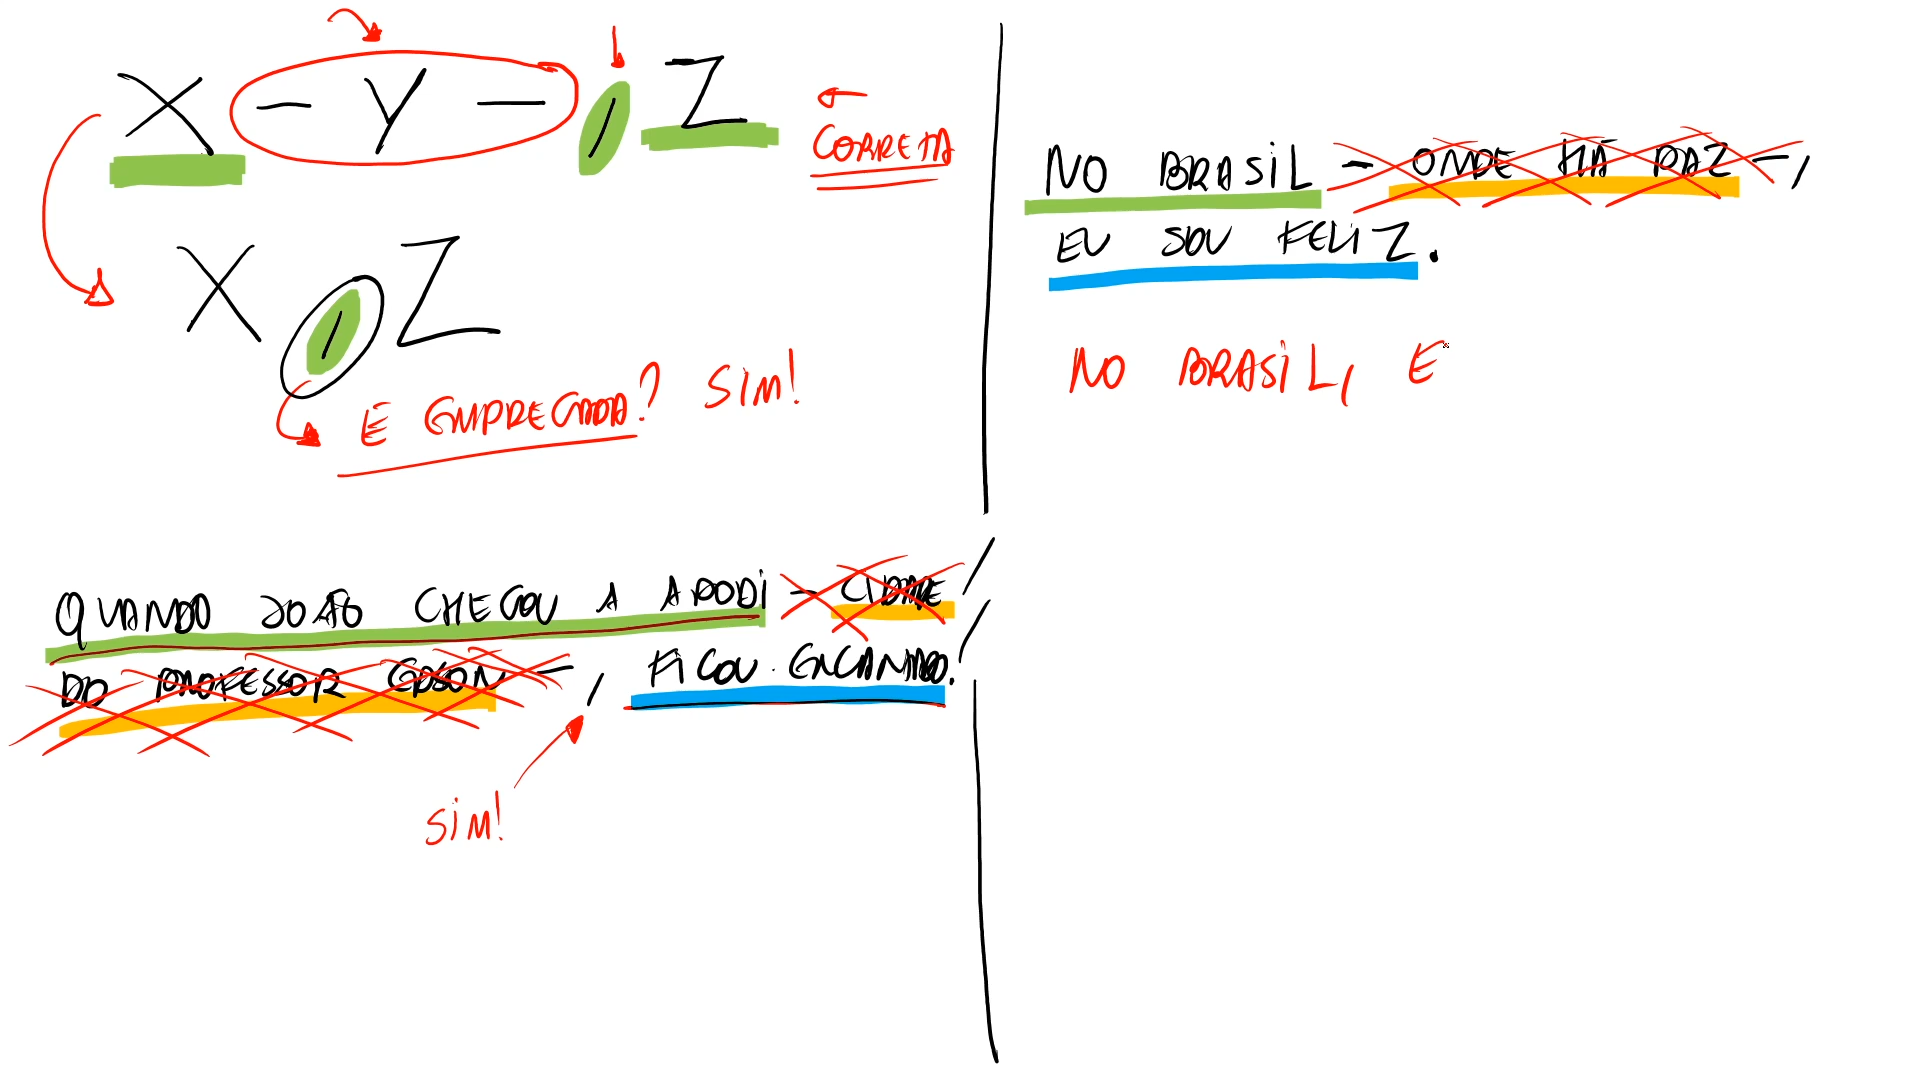 X – Y – , Z
CORRETA
X , Z
É EMPREGADA? SIM!
QUANDO JOÃO CHEGOU A APODI – CIDADE
DO PROFESSOR EDSON –, FICOU ENCANTADO.
SIM!
NO BRASIL – ONDE HÁ PAZ –,
EU SOU FELIZ.
NO BRASIL, E